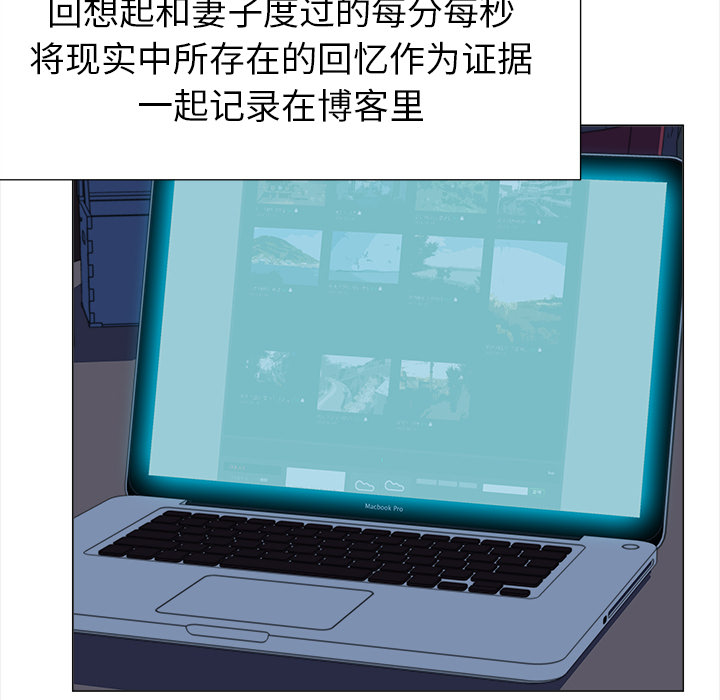 回想起和妻子度过的每分每秒
将现实中所存在的回忆作为证据
一起记录在博客里
Macbook Pro